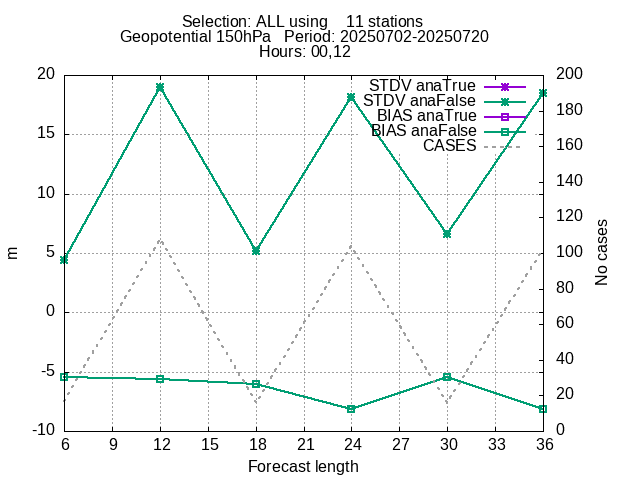 Selection: ALL using    11 stations
Geopotential 150hPa   Period: 20250702-20250720
Hours: 00,12
STDV anaTrue
STDV anaFalse
BIAS anaTrue
BIAS anaFalse
CASES
20
15
10
5
0
-5
-10
m
200
180
160
140
120
100
80
60
40
20
0
No cases
6 9 12 15 18 21 24 27 30 33 36
Forecast length